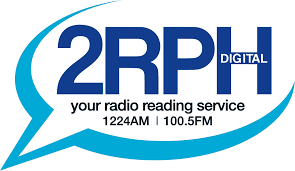 2RPH
DIGITAL
your radio reading service
1224AM | 100.5FM